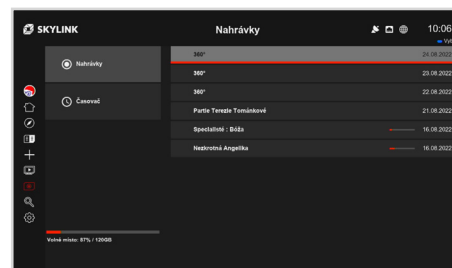 SKYLINK
Nahrávky
10:06
Nahrávky
Časovač
360° 24.08.2022
360° 23.08.2022
360° 22.08.2022
Partie Terezie Tománkové 21.08.2022
Specialisté : Bóža 16.08.2022
Nezkrotná Angelika 16.08.2022
Volné místo: 87% / 120GB